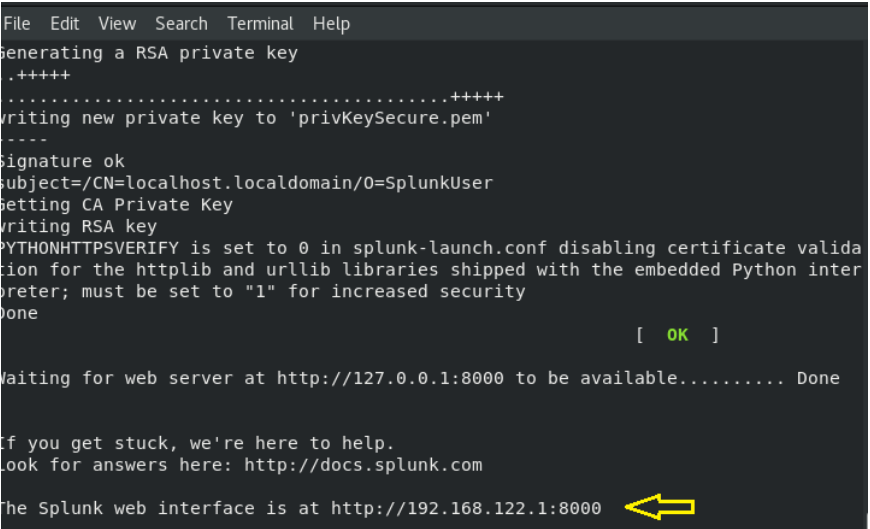 File Edit View Search Terminal Help
Generating a RSA private key
..+++++
...........................................+++++
writing new private key to 'privKeySecure.pem'
-----
Signature ok
subject=/CN=localhost.localdomain/O=SplunkUser
Getting CA Private Key
writing RSA key
PYTHONHTTPSVERIFY is set to 0 in splunk-launch.conf disabling certificate valida
tion for the httplib and urllib libraries shipped with the embedded Python inter
preter; must be set to "1" for increased security
Done
[ OK ]
Waiting for web server at http://127.0.0.1:8000 to be available.......... Done
If you get stuck, we're here to help.
Look for answers here: http://docs.splunk.com
The Splunk web interface is at http://192.168.122.1:8000